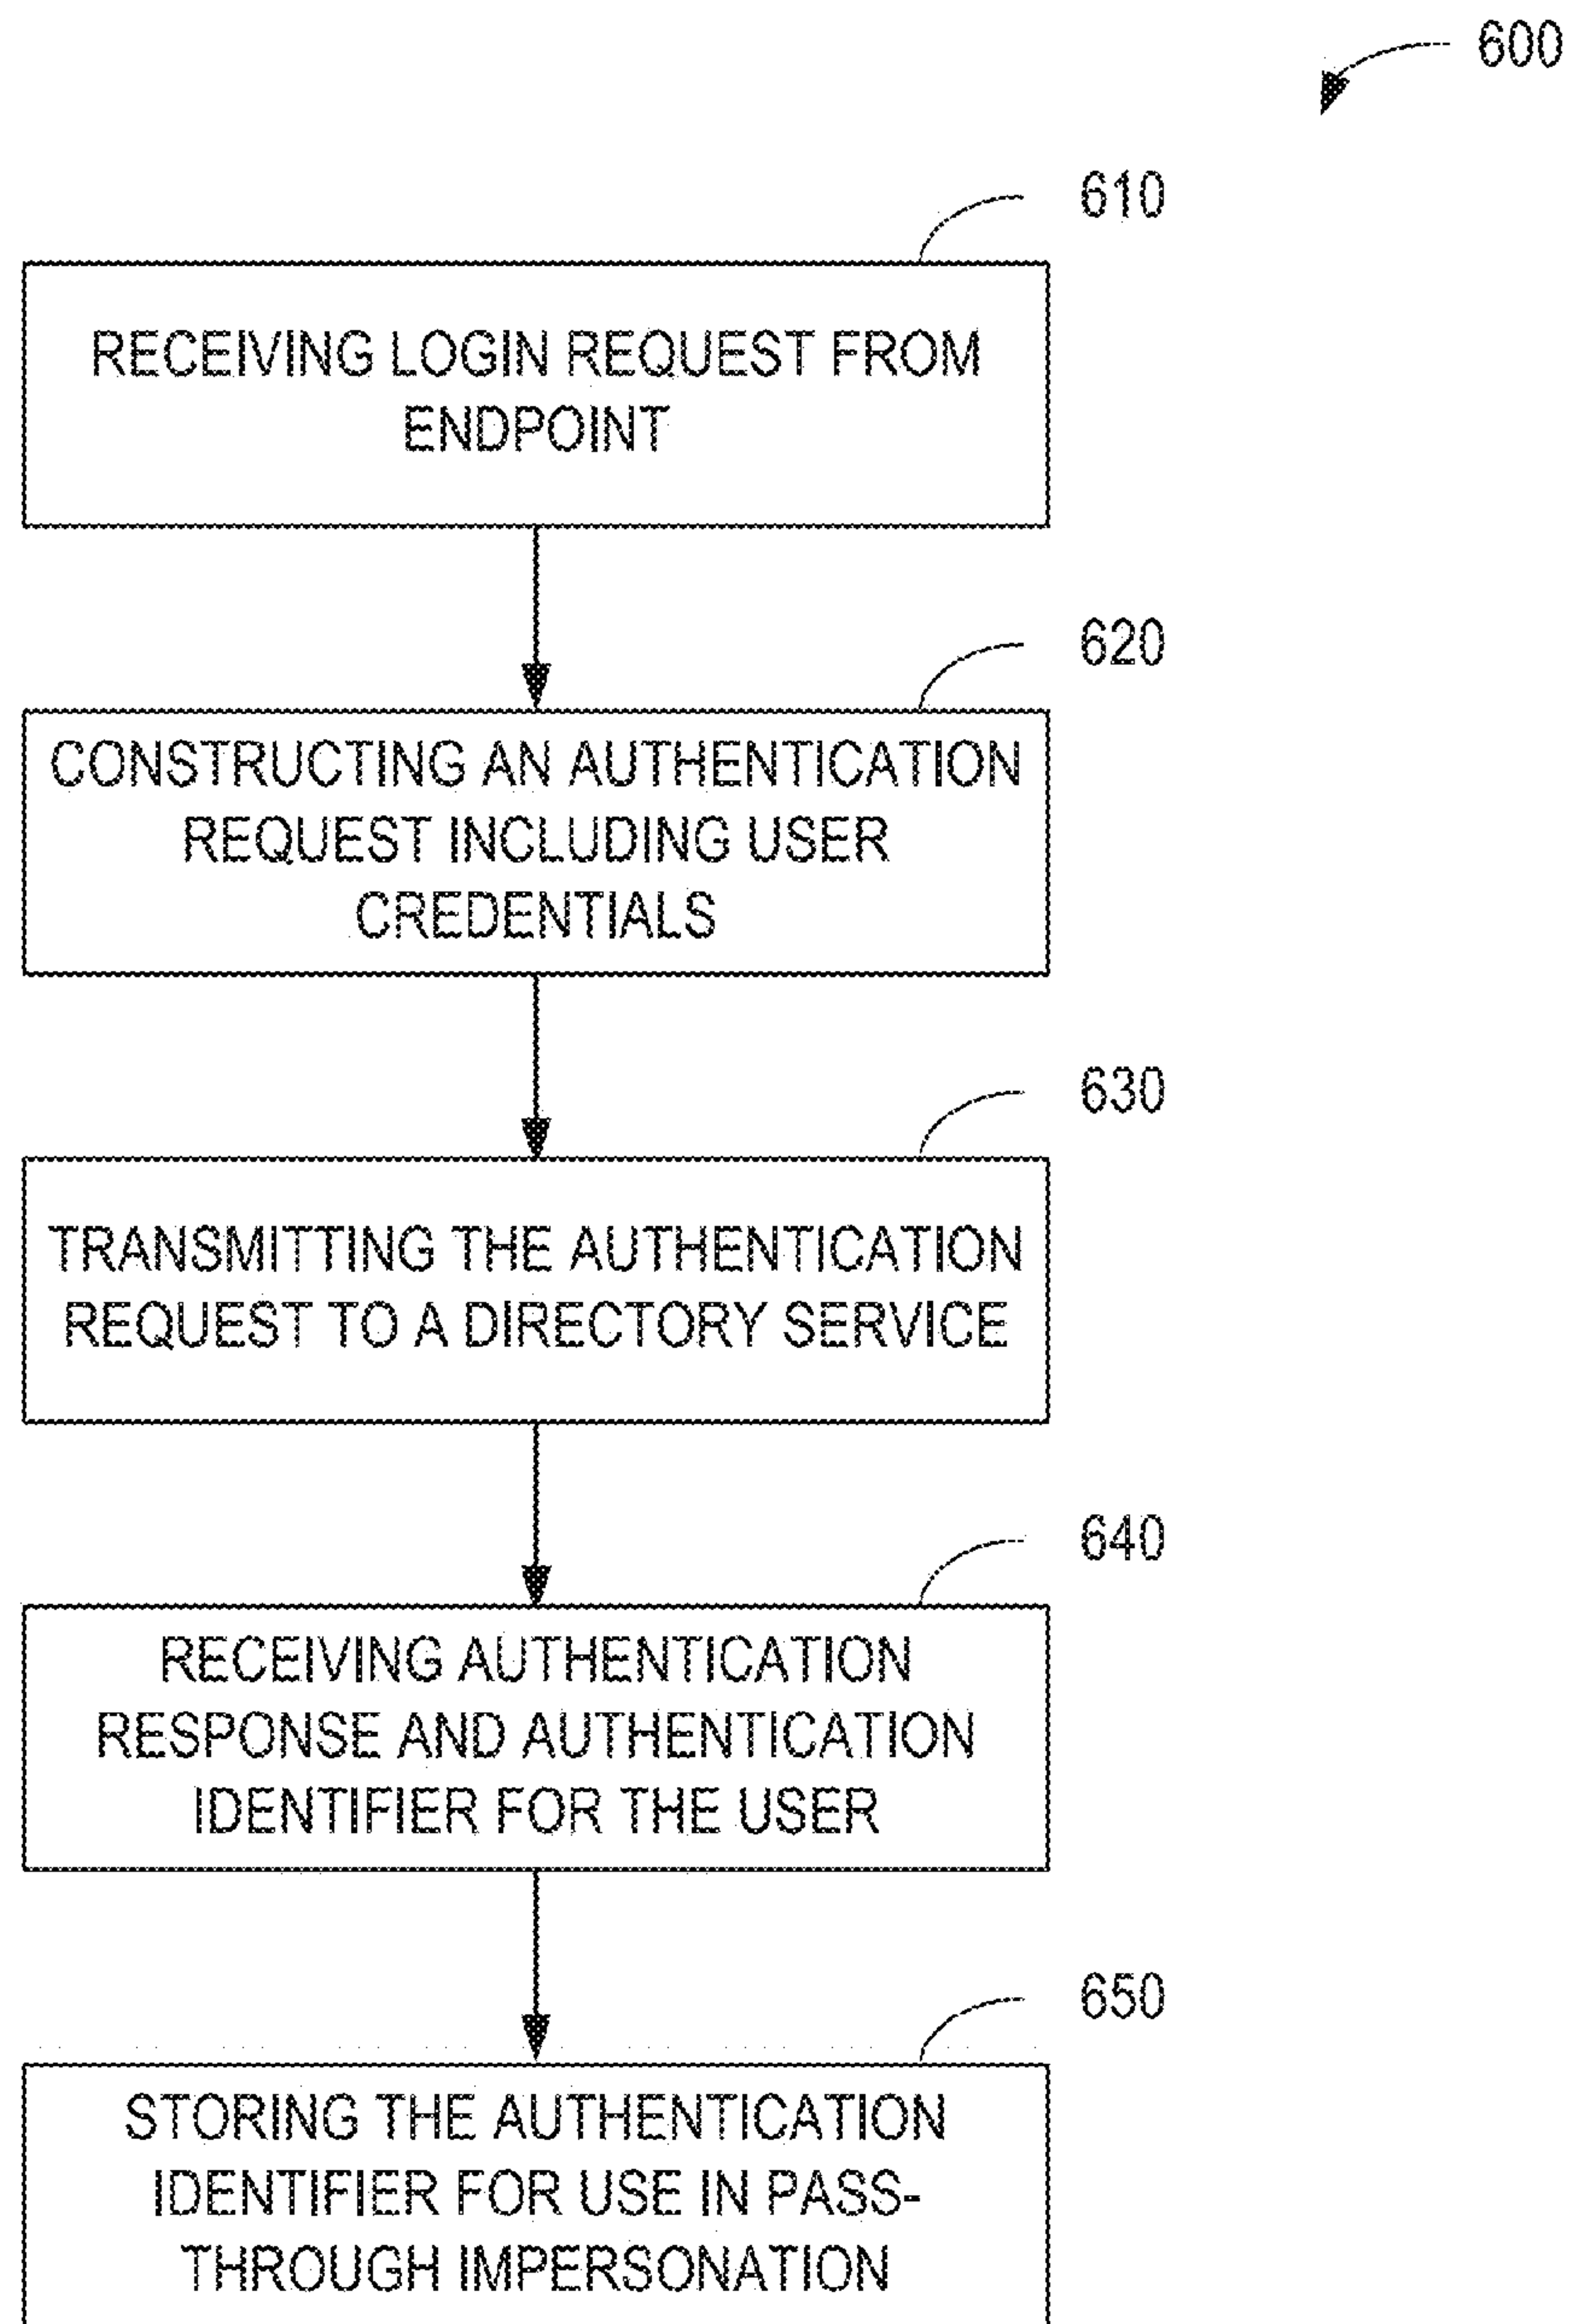 600
610
RECEIVING LOGIN REQUEST FROM
ENDPOINT
620
CONSTRUCTING AN AUTHENTICATION
REQUEST INCLUDING USER
CREDENTIALS
630
TRANSMITTING THE AUTHENTICATION
REQUEST TO A DIRECTORY SERVICE
640
RECEIVING AUTHENTICATION
RESPONSE AND AUTHENTICATION
IDENTIFIER FOR THE USER
650
STORING THE AUTHENTICATION
IDENTIFIER FOR USE IN PASS-
THROUGH IMPERSONATION